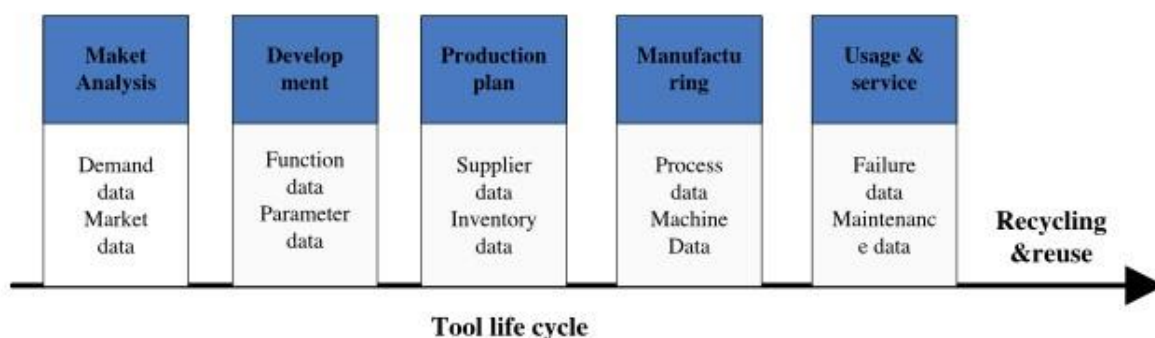 Maket
Analysis
Demand
data
Market
data
Develop
ment
Function
data
Parameter
data
Production
plan
Supplier
data
Inventory
data
Manufactu
ring
Process
data
Machine
Data
Usage &
service
Failure
data
Maintenanc
e data
Recycling
&reuse
Tool life cycle